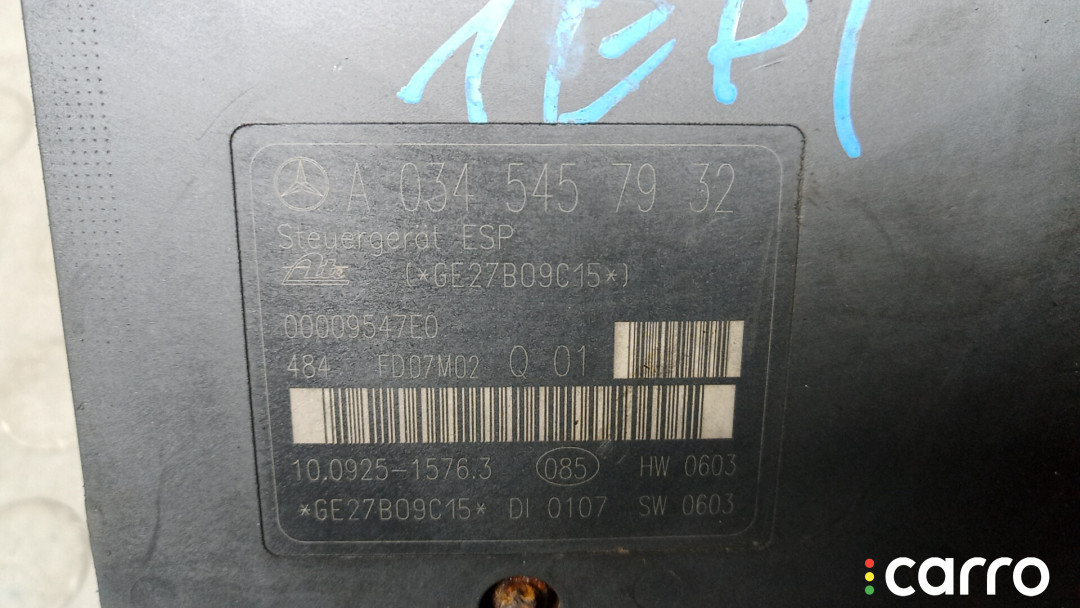 A 034 545 79 32
Steuergerät ESP
Ate (*GE27B09C15*)
00009547E0
484 FD07M02 Q 01
10.0925-1576.3 085 HW 0603
*GE27B09C15* DI 0107 SW 0603
carro